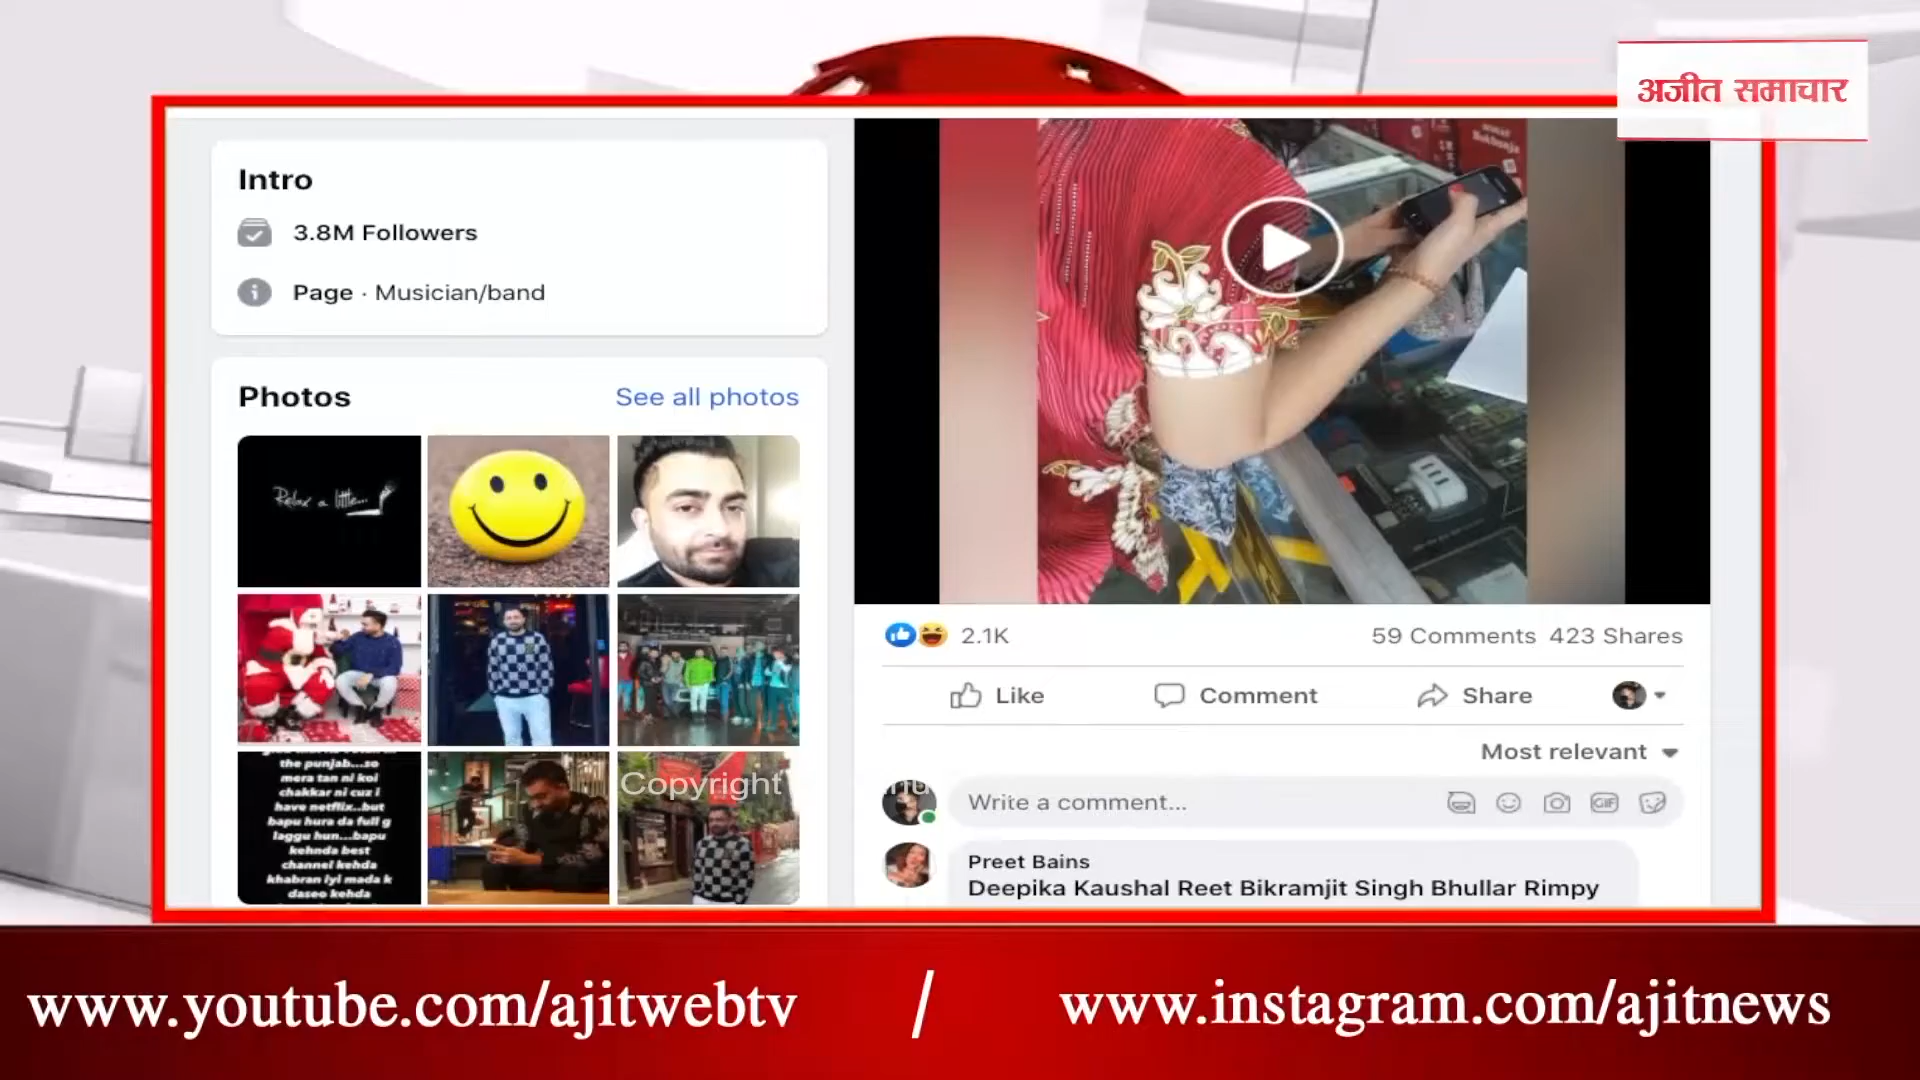 अजीत समाचार
Intro
3.8M Followers
Page · Musician/band
Photos
See all photos
Relax a little...
the punjab...so
mera tan ni koi
chakkar ni cuz i
have netflix..but
bapu hura da full g
laggu hun...bapu
kehnda best
channel kehda
khabran iyi mada k
daseo kehda
Copyright
2.1K
59 Comments 423 Shares
Like
Comment
Share
Most relevant
Write a comment...
GIF
Preet Bains
Deepika Kaushal Reet Bikramjit Singh Bhullar Rimpy
www.youtube.com/ajitwebtv / www.instagram.com/ajitnews